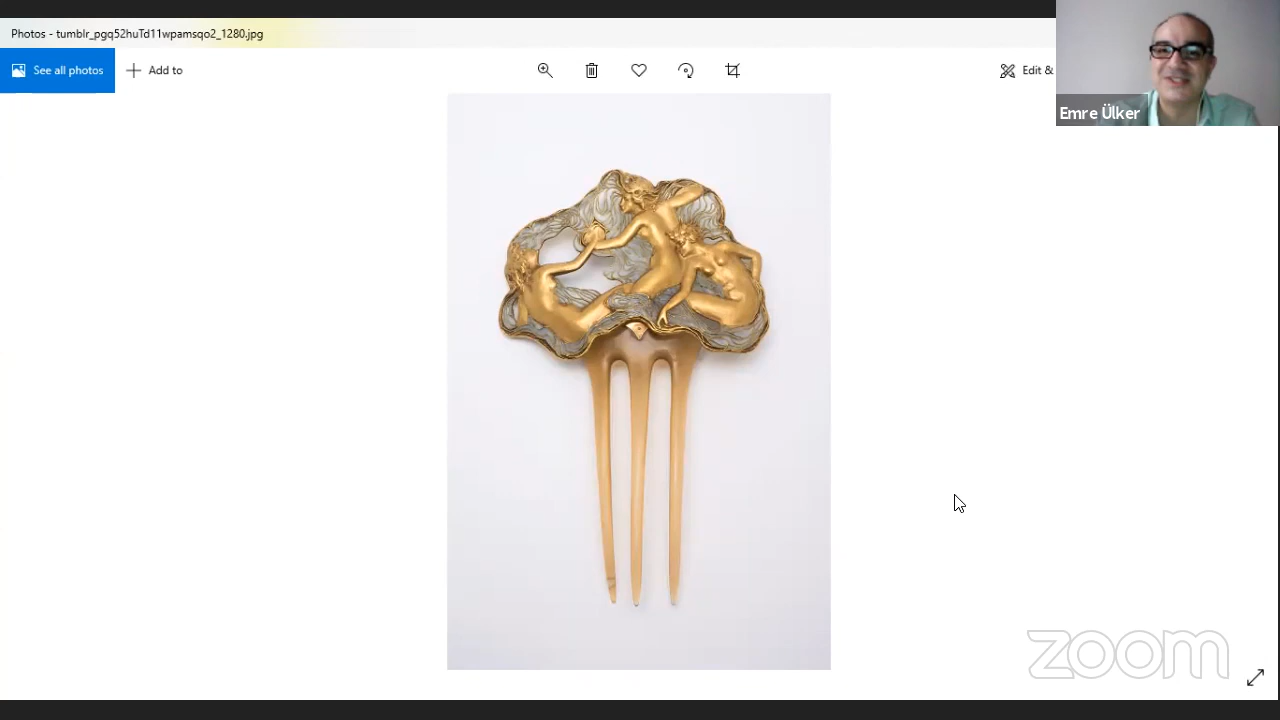 Photos - tumblr_pgq52huTd11wpamsqo2_1280.jpg
See all photos
Add to
Edit &
Emre Ülker
zoom